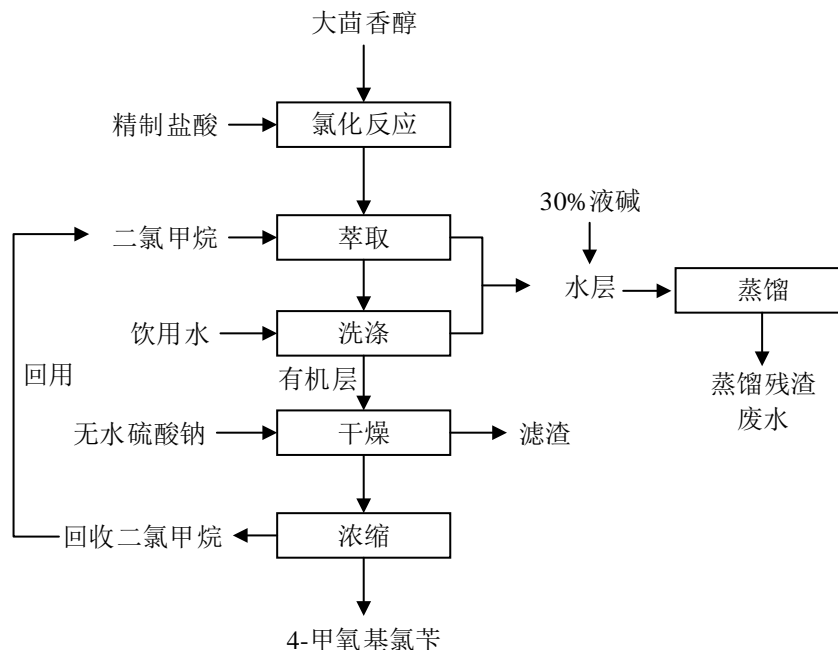 大茴香醇
精制盐酸
氯化反应
30%液碱
二氯甲烷
萃取
水层
蒸馏
饮用水
洗涤
回用
有机层
蒸馏残渣
废水
无水硫酸钠
干燥
滤渣
回收二氯甲烷
浓缩
4-甲氧基氯苄